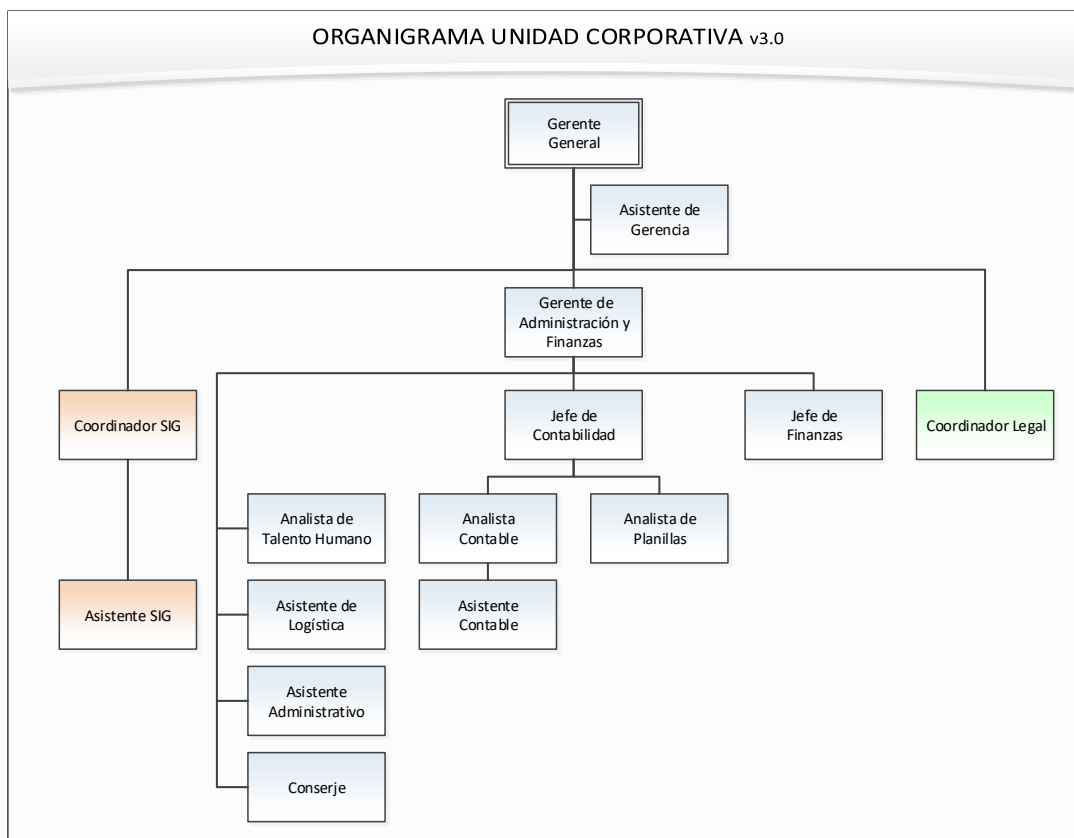 ORGANIGRAMA UNIDAD CORPORATIVA v3.0
Gerente
General
Asistente de
Gerencia
Gerente de
Administración y
Finanzas
Coordinador SIG
Jefe de
Contabilidad
Jefe de
Finanzas
Coordinador Legal
Analista de
Talento Humano
Analista
Contable
Analista de
Planillas
Asistente SIG
Asistente de
Logística
Asistente
Contable
Asistente
Administrativo
Conserje